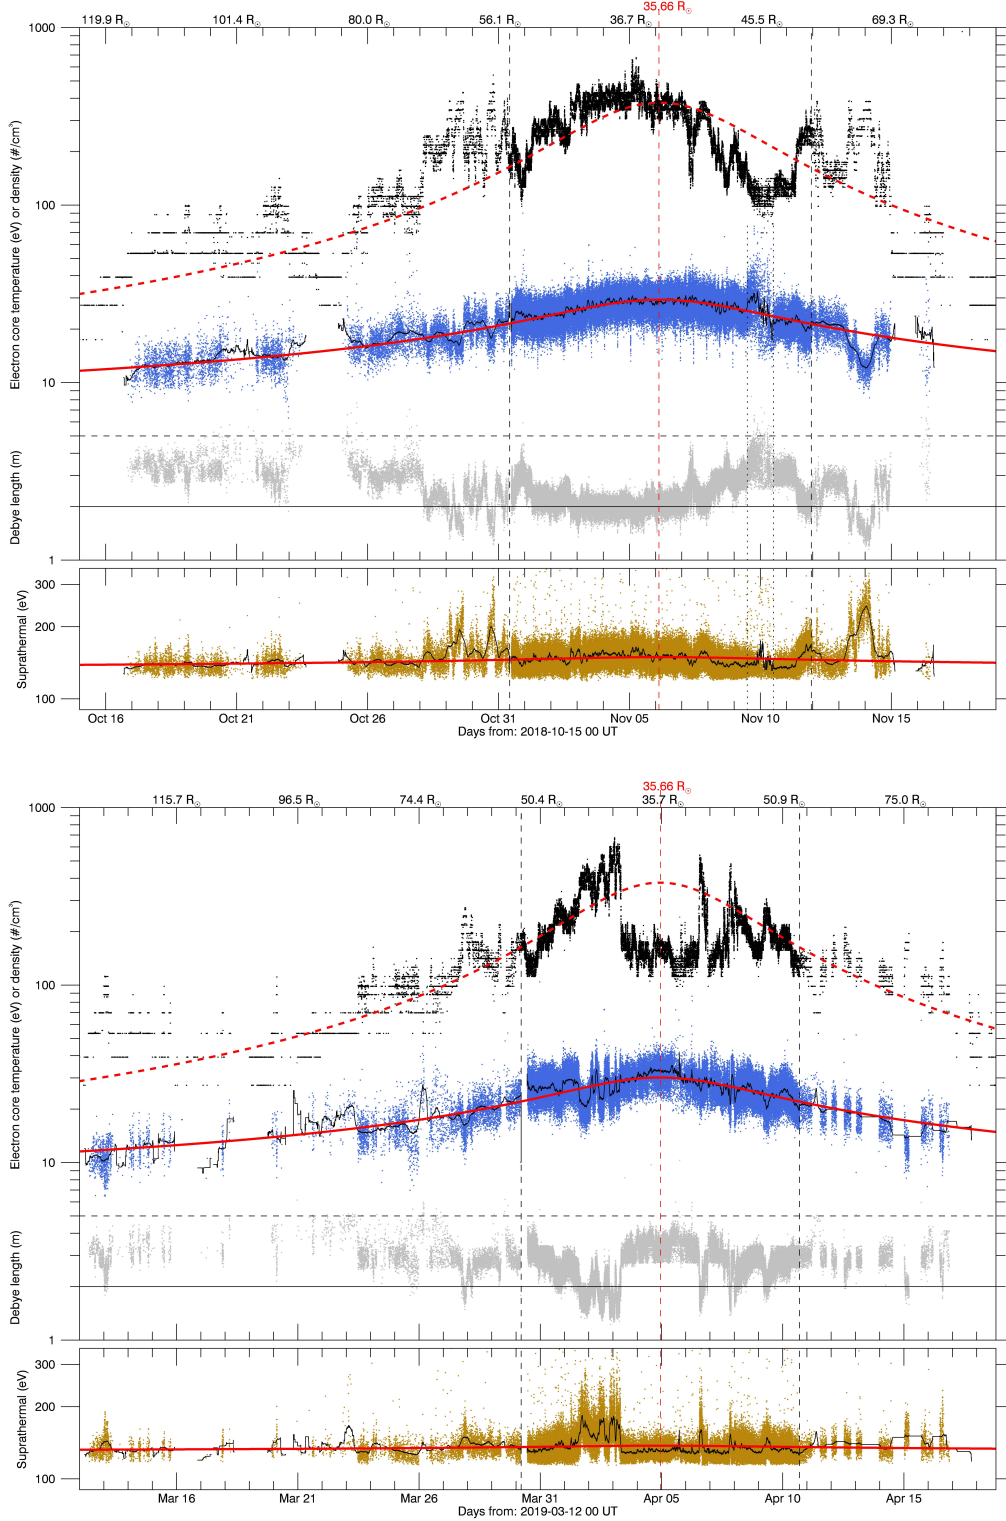 35.66 R☉
119.9 R☉ 101.4 R☉ 80.0 R☉ 56.1 R☉ 36.7 R☉ 45.5 R☉ 69.3 R☉
1000
100
10
1
Electron core temperature (eV) or density (#/cm³)
Debye length (m)
300
200
100
Suprathermal (eV)
Oct 16 Oct 21 Oct 26 Oct 31 Nov 05 Nov 10 Nov 15
Days from: 2018-10-15 00 UT
35.66 R☉
115.7 R☉ 96.5 R☉ 74.4 R☉ 50.4 R☉ 35.7 R☉ 50.9 R☉ 75.0 R☉
1000
100
10
1
Electron core temperature (eV) or density (#/cm³)
Debye length (m)
300
200
100
Suprathermal (eV)
Mar 16 Mar 21 Mar 26 Mar 31 Apr 05 Apr 10 Apr 15
Days from: 2019-03-12 00 UT